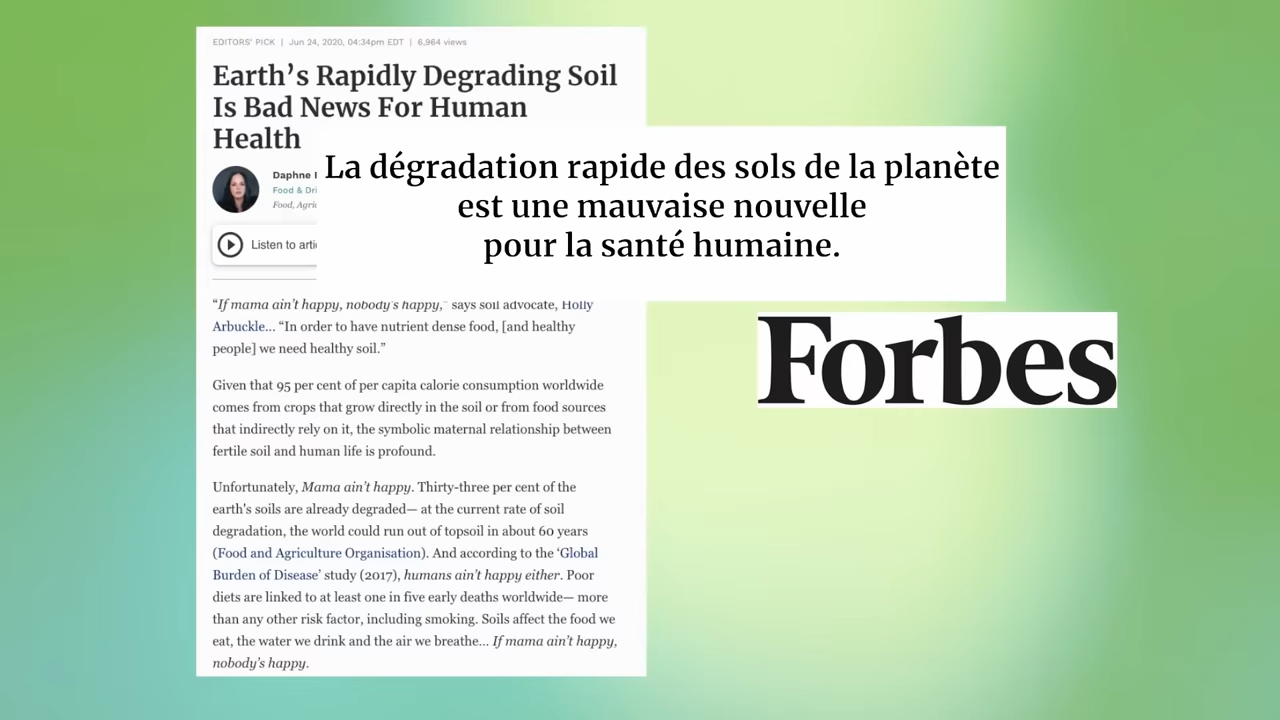 EDITORS' PICK | Jun 24, 2020, 04:34pm EDT | 6,964 views
Earth’s Rapidly Degrading Soil
Is Bad News For Human
Health
Daphne
Food & Dri
Food, Agric
Listen to artic
La dégradation rapide des sols de la planète
est une mauvaise nouvelle
pour la santé humaine.
“If mama ain’t happy, nobody’s happy,” says soil advocate, Holly
Arbuckle... “In order to have nutrient dense food, [and healthy
people] we need healthy soil.”
Forbes
Given that 95 per cent of per capita calorie consumption worldwide
comes from crops that grow directly in the soil or from food sources
that indirectly rely on it, the symbolic maternal relationship between
fertile soil and human life is profound.
Unfortunately, Mama ain’t happy. Thirty-three per cent of the
earth's soils are already degraded— at the current rate of soil
degradation, the world could run out of topsoil in about 60 years
(Food and Agriculture Organisation). And according to the ‘Global
Burden of Disease’ study (2017), humans ain’t happy either. Poor
diets are linked to at least one in five early deaths worldwide— more
than any other risk factor, including smoking. Soils affect the food we
eat, the water we drink and the air we breathe... If mama ain’t happy,
nobody’s happy.